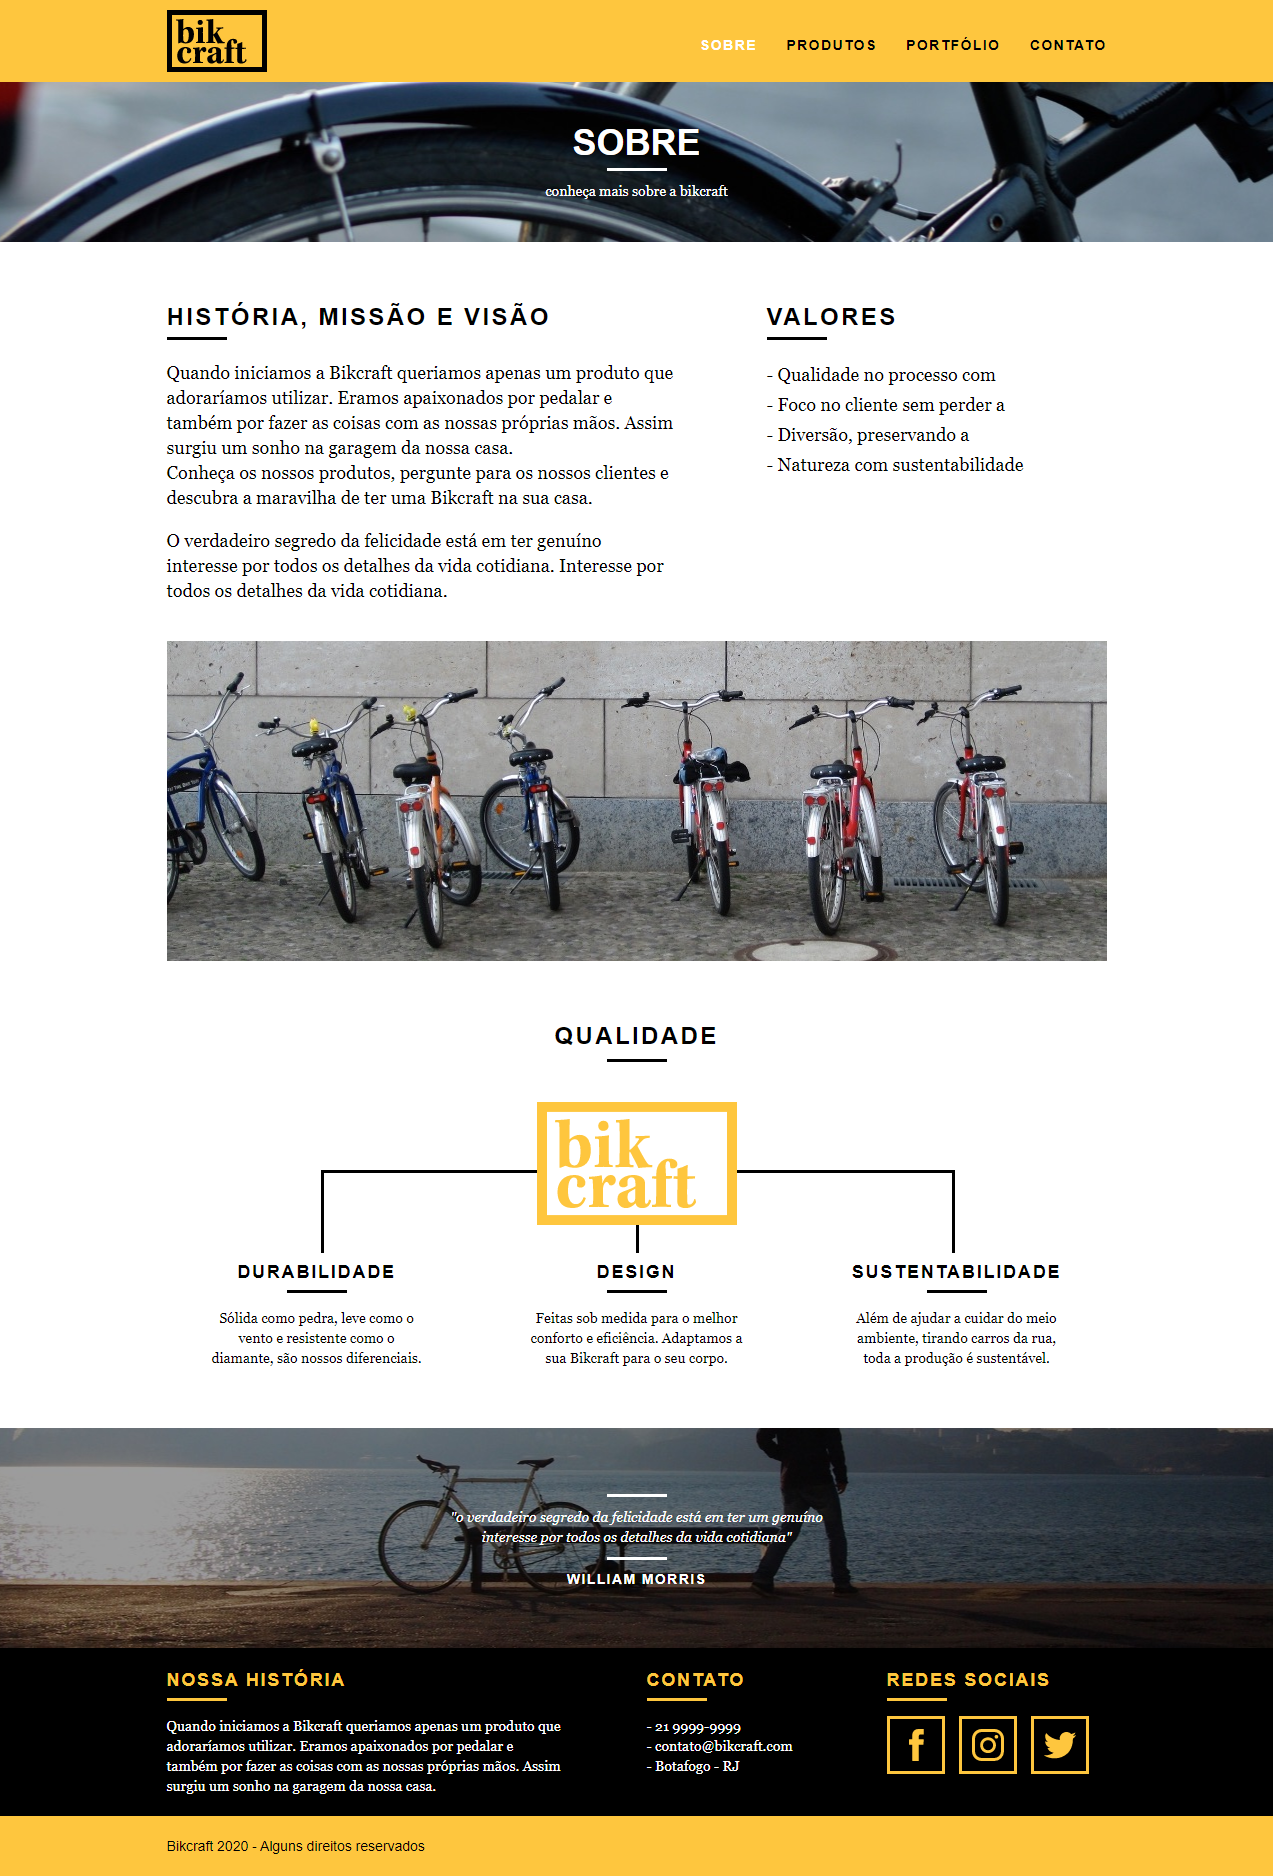 bik
craft
SOBRE PRODUTOS PORTFÓLIO CONTATO
SOBRE
conheça mais sobre a bikcraft
HISTÓRIA, MISSÃO E VISÃO
Quando iniciamos a Bikcraft queriamos apenas um produto que
adoraríamos utilizar. Eramos apaixonados por pedalar e
também por fazer as coisas com as nossas próprias mãos. Assim
surgiu um sonho na garagem da nossa casa.
Conheça os nossos produtos, pergunte para os nossos clientes e
descubra a maravilha de ter uma Bikcraft na sua casa.
O verdadeiro segredo da felicidade está em ter genuíno
interesse por todos os detalhes da vida cotidiana. Interesse por
todos os detalhes da vida cotidiana.
VALORES
- Qualidade no processo com
- Foco no cliente sem perder a
- Diversão, preservando a
- Natureza com sustentabilidade
QUALIDADE
bik
craft
DURABILIDADE
Sólida como pedra, leve como o
vento e resistente como o
diamante, são nossos diferenciais.
DESIGN
Feitas sob medida para o melhor
conforto e eficiência. Adaptamos a
sua Bikcraft para o seu corpo.
SUSTENTABILIDADE
Além de ajudar a cuidar do meio
ambiente, tirando carros da rua,
toda a produção é sustentável.
"o verdadeiro segredo da felicidade está em ter um genuíno
interesse por todos os detalhes da vida cotidiana"
WILLIAM MORRIS
NOSSA HISTÓRIA
Quando iniciamos a Bikcraft queriamos apenas um produto que
adoraríamos utilizar. Eramos apaixonados por pedalar e
também por fazer as coisas com as nossas próprias mãos. Assim
surgiu um sonho na garagem da nossa casa.
CONTATO
- 21 9999-9999
- contato@bikcraft.com
- Botafogo - RJ
REDES SOCIAIS
Bikcraft 2020 - Alguns direitos reservados